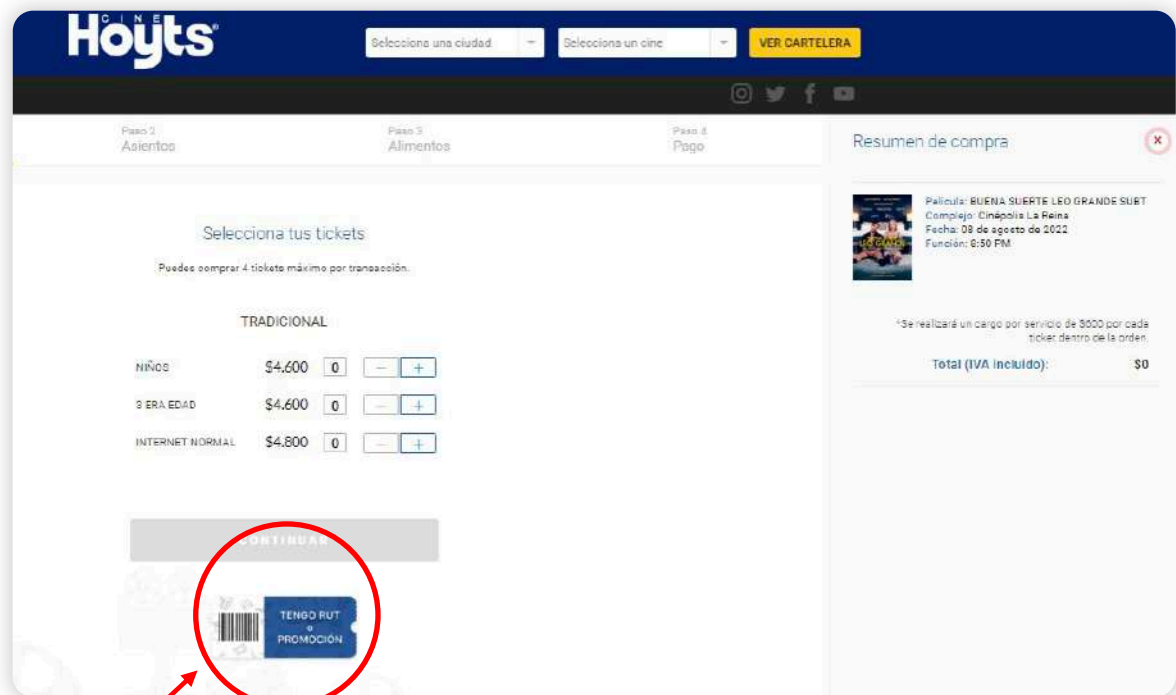 CINE
Hoyts
Selecciona una ciudad
Selecciona un cine
VER CARTELERA
Paso 2
Asientos
Paso 3
Alimentos
Paso 4
Pago
Resumen de compra
Película: BUENA SUERTE LEO GRANDE SUBT
Complejo: Cinépolis La Reina
Fecha: 08 de agosto de 2022
Función: 8:50 PM
Selecciona tus tickets
Puedes comprar 4 tickets máximo por transacción.
TRADICIONAL
NIÑOS $4.600 0 − +
3 ERA EDAD $4.600 0 − +
INTERNET NORMAL $4.800 0 − +
*Se realizará un cargo por servicio de $600 por cada
ticket dentro de la orden.
Total (IVA incluido): $0
CONTINUAR
TENGO RUT
o
PROMOCIÓN
LEO GRANDE